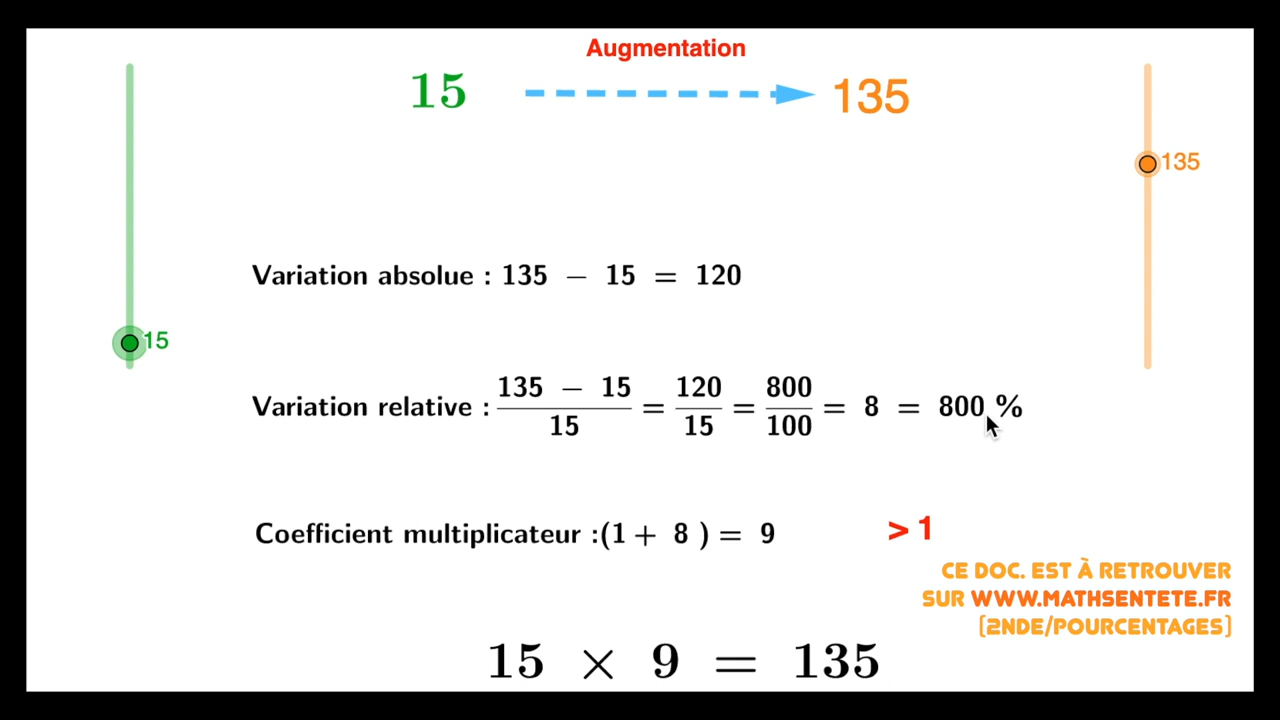 Augmentation
15 135
135
15
Variation absolue : 135 − 15 = 120
Variation relative : (135 − 15)/15 = 120/15 = 800/100 = 8 = 800 %
Coefficient multiplicateur :(1 + 8 ) = 9 > 1
CE DOC. EST À RETROUVER
SUR WWW.MATHSENTETE.FR
(2NDE/POURCENTAGES)
15 × 9 = 135